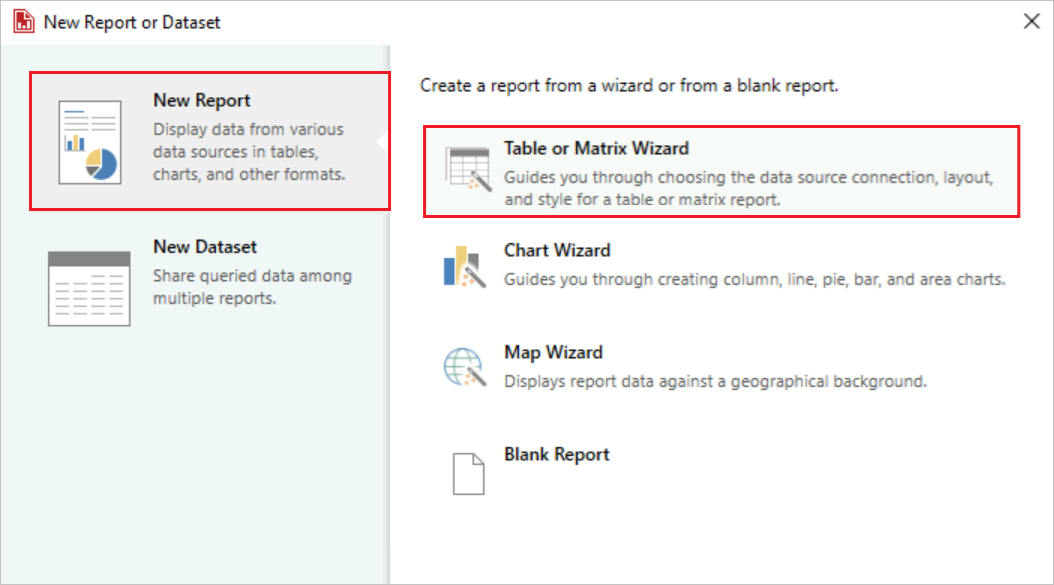 New Report or Dataset
New Report
Display data from various
data sources in tables,
charts, and other formats.
New Dataset
Share queried data among
multiple reports.
Create a report from a wizard or from a blank report.
Table or Matrix Wizard
Guides you through choosing the data source connection, layout,
and style for a table or matrix report.
Chart Wizard
Guides you through creating column, line, pie, bar, and area charts.
Map Wizard
Displays report data against a geographical background.
Blank Report